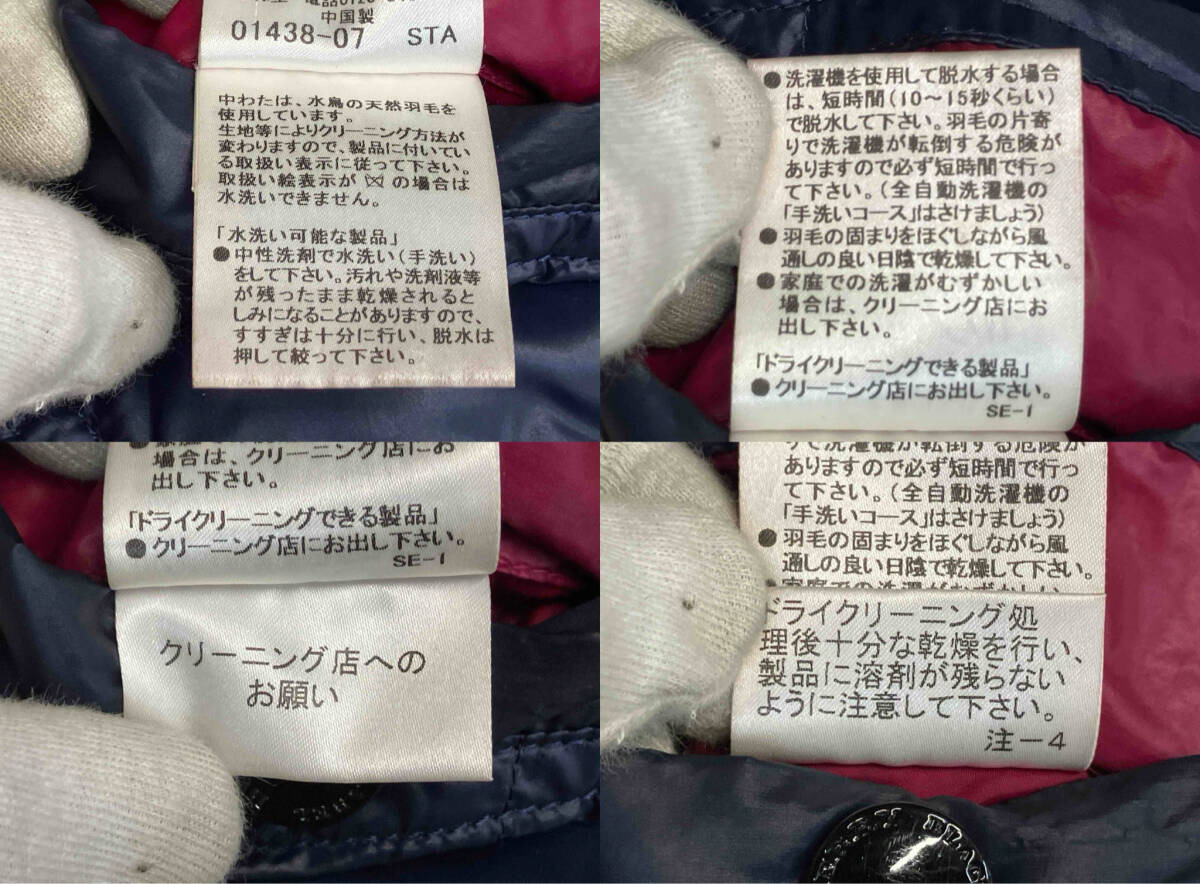 中国製
01438-07 STA
中わたは、水鳥の天然羽毛を
使用しています。
生地等によりクリーニング方法が
変わりますので、製品に付いてい
る取扱い表示に従って下さい。
取扱い絵表示が の場合は
水洗いできません。
「水洗い可能な製品」
●中性洗剤で水洗い(手洗い)
をして下さい。汚れや洗剤液等
が残ったまま乾燥されると
しみになることがありますので、
すすぎは十分に行い、脱水は
押して絞って下さい。
●洗濯機を使用して脱水する場合
は、短時間(10～15秒くらい)
で脱水して下さい。羽毛の片寄
りで洗濯機が転倒する危険が
ありますので必ず短時間で行っ
て下さい。(全自動洗濯機の
「手洗いコース」はさけましょう)
●羽毛の固まりをほぐしながら風
通しの良い日陰で乾燥して下さい。
●家庭での洗濯がむずかしい
場合は、クリーニング店にお
出し下さい。
「ドライクリーニングできる製品」
●クリーニング店にお出し下さい。
SE-1
場合は、クリーニング店にお
出し下さい。
「ドライクリーニングできる製品」
●クリーニング店にお出し下さい。
SE-1
クリーニング店への
お願い
りで洗濯機が転倒する危険が
ありますので必ず短時間で行っ
て下さい。(全自動洗濯機の
「手洗いコース」はさけましょう)
●羽毛の固まりをほぐしながら風
通しの良い日陰で乾燥して下さい。
●家庭での洗濯がむずかしい
ドライクリーニング処
理後十分な乾燥を行い、
製品に溶剤が残らない
ように注意して下さい。
注-4